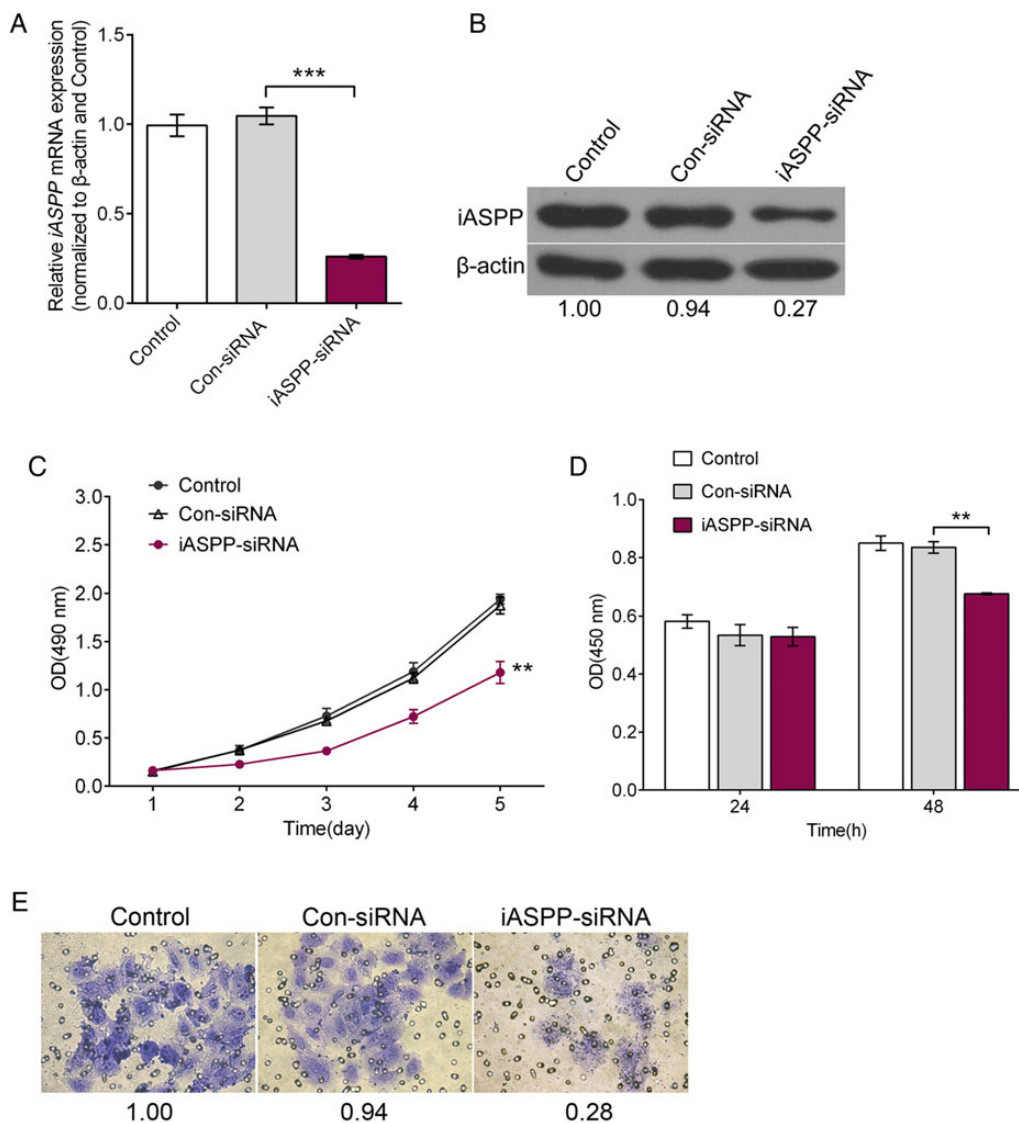 A
Relative iASPP mRNA expression
(normalized to β-actin and Control)
1.5
1.0
0.5
0.0
***
Control
Con-siRNA
iASPP-siRNA
B
Control
Con-siRNA
iASPP-siRNA
iASPP
β-actin
1.00 0.94 0.27
C
Control
Con-siRNA
iASPP-siRNA
OD(490 nm)
3.0
2.5
2.0
1.5
1.0
0.5
0.0
**
1 2 3 4 5
Time(day)
D
Control
Con-siRNA
iASPP-siRNA
OD(450 nm)
1.0
0.8
0.6
0.4
0.2
0.0
**
24 48
Time(h)
E
Control Con-siRNA iASPP-siRNA
1.00 0.94 0.28